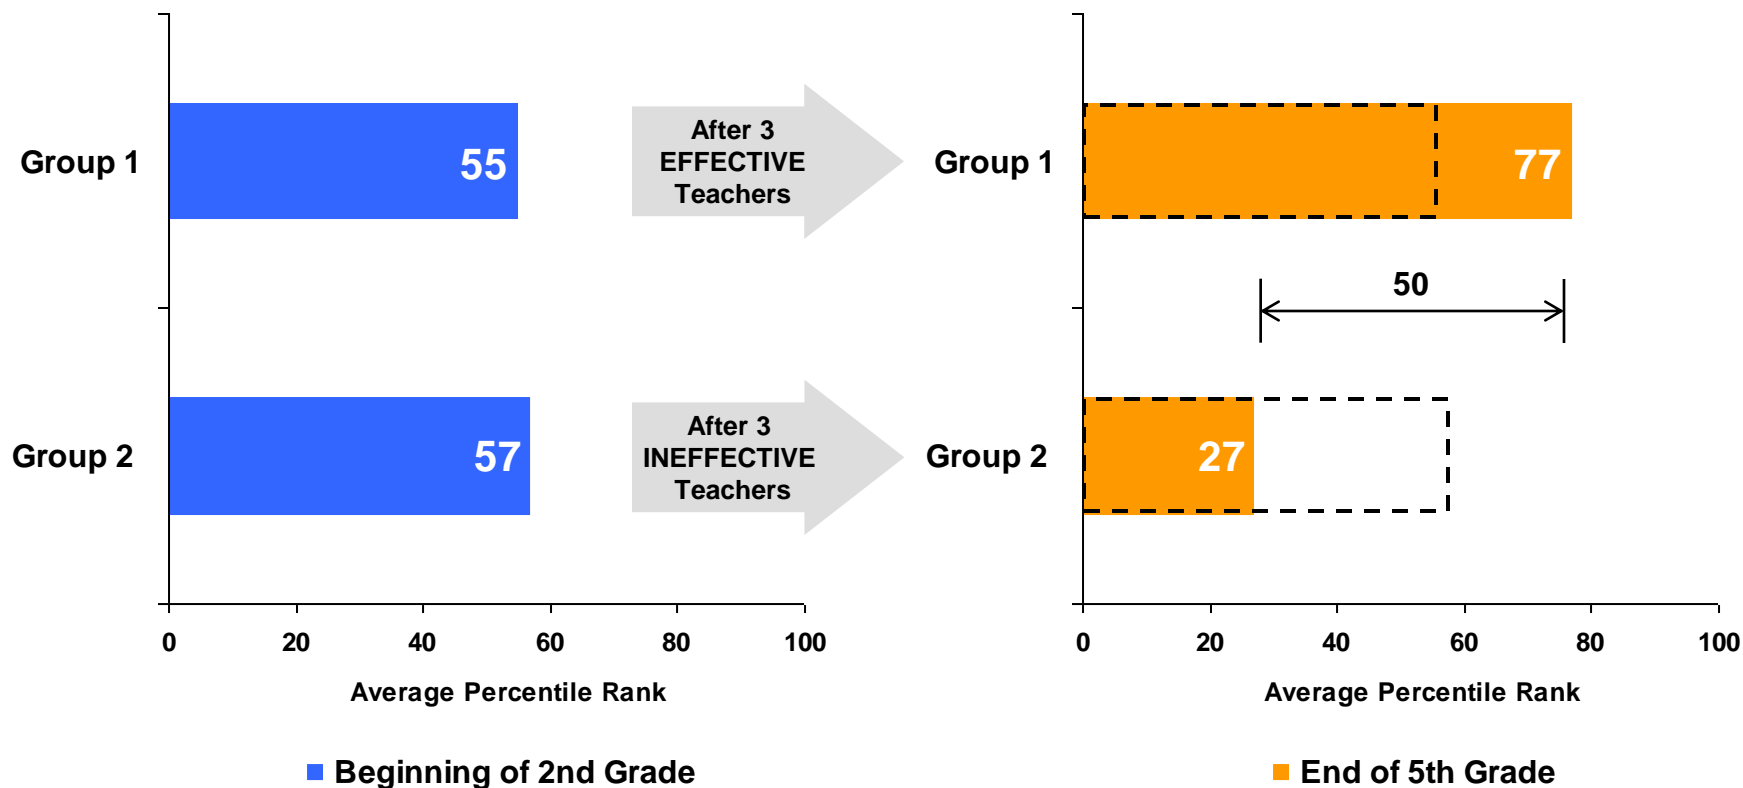 Group 1
55
After 3
EFFECTIVE
Teachers
Group 1
77
50
Group 2
57
After 3
INEFFECTIVE
Teachers
Group 2
27
0 20 40 60 80 100
0 20 40 60 80 100
Average Percentile Rank
Average Percentile Rank
Beginning of 2nd Grade
End of 5th Grade